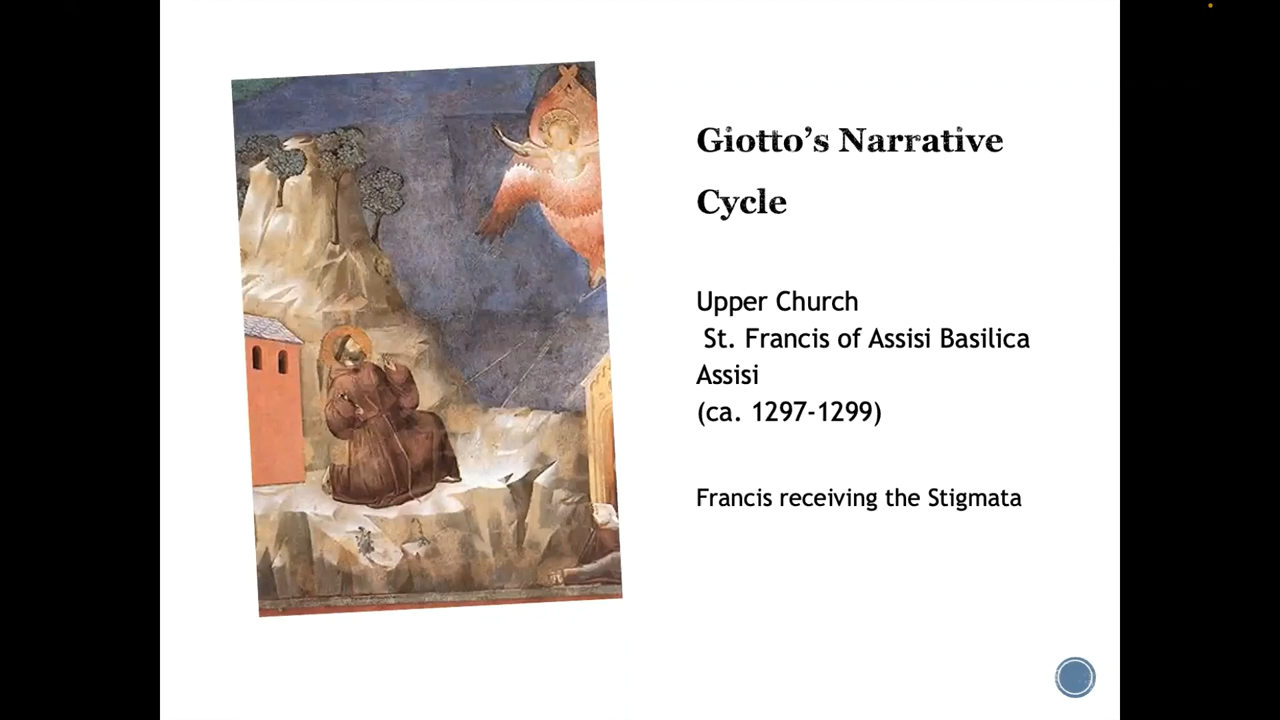 Giotto’s Narrative
Cycle
Upper Church
St. Francis of Assisi Basilica
Assisi
(ca. 1297-1299)
Francis receiving the Stigmata